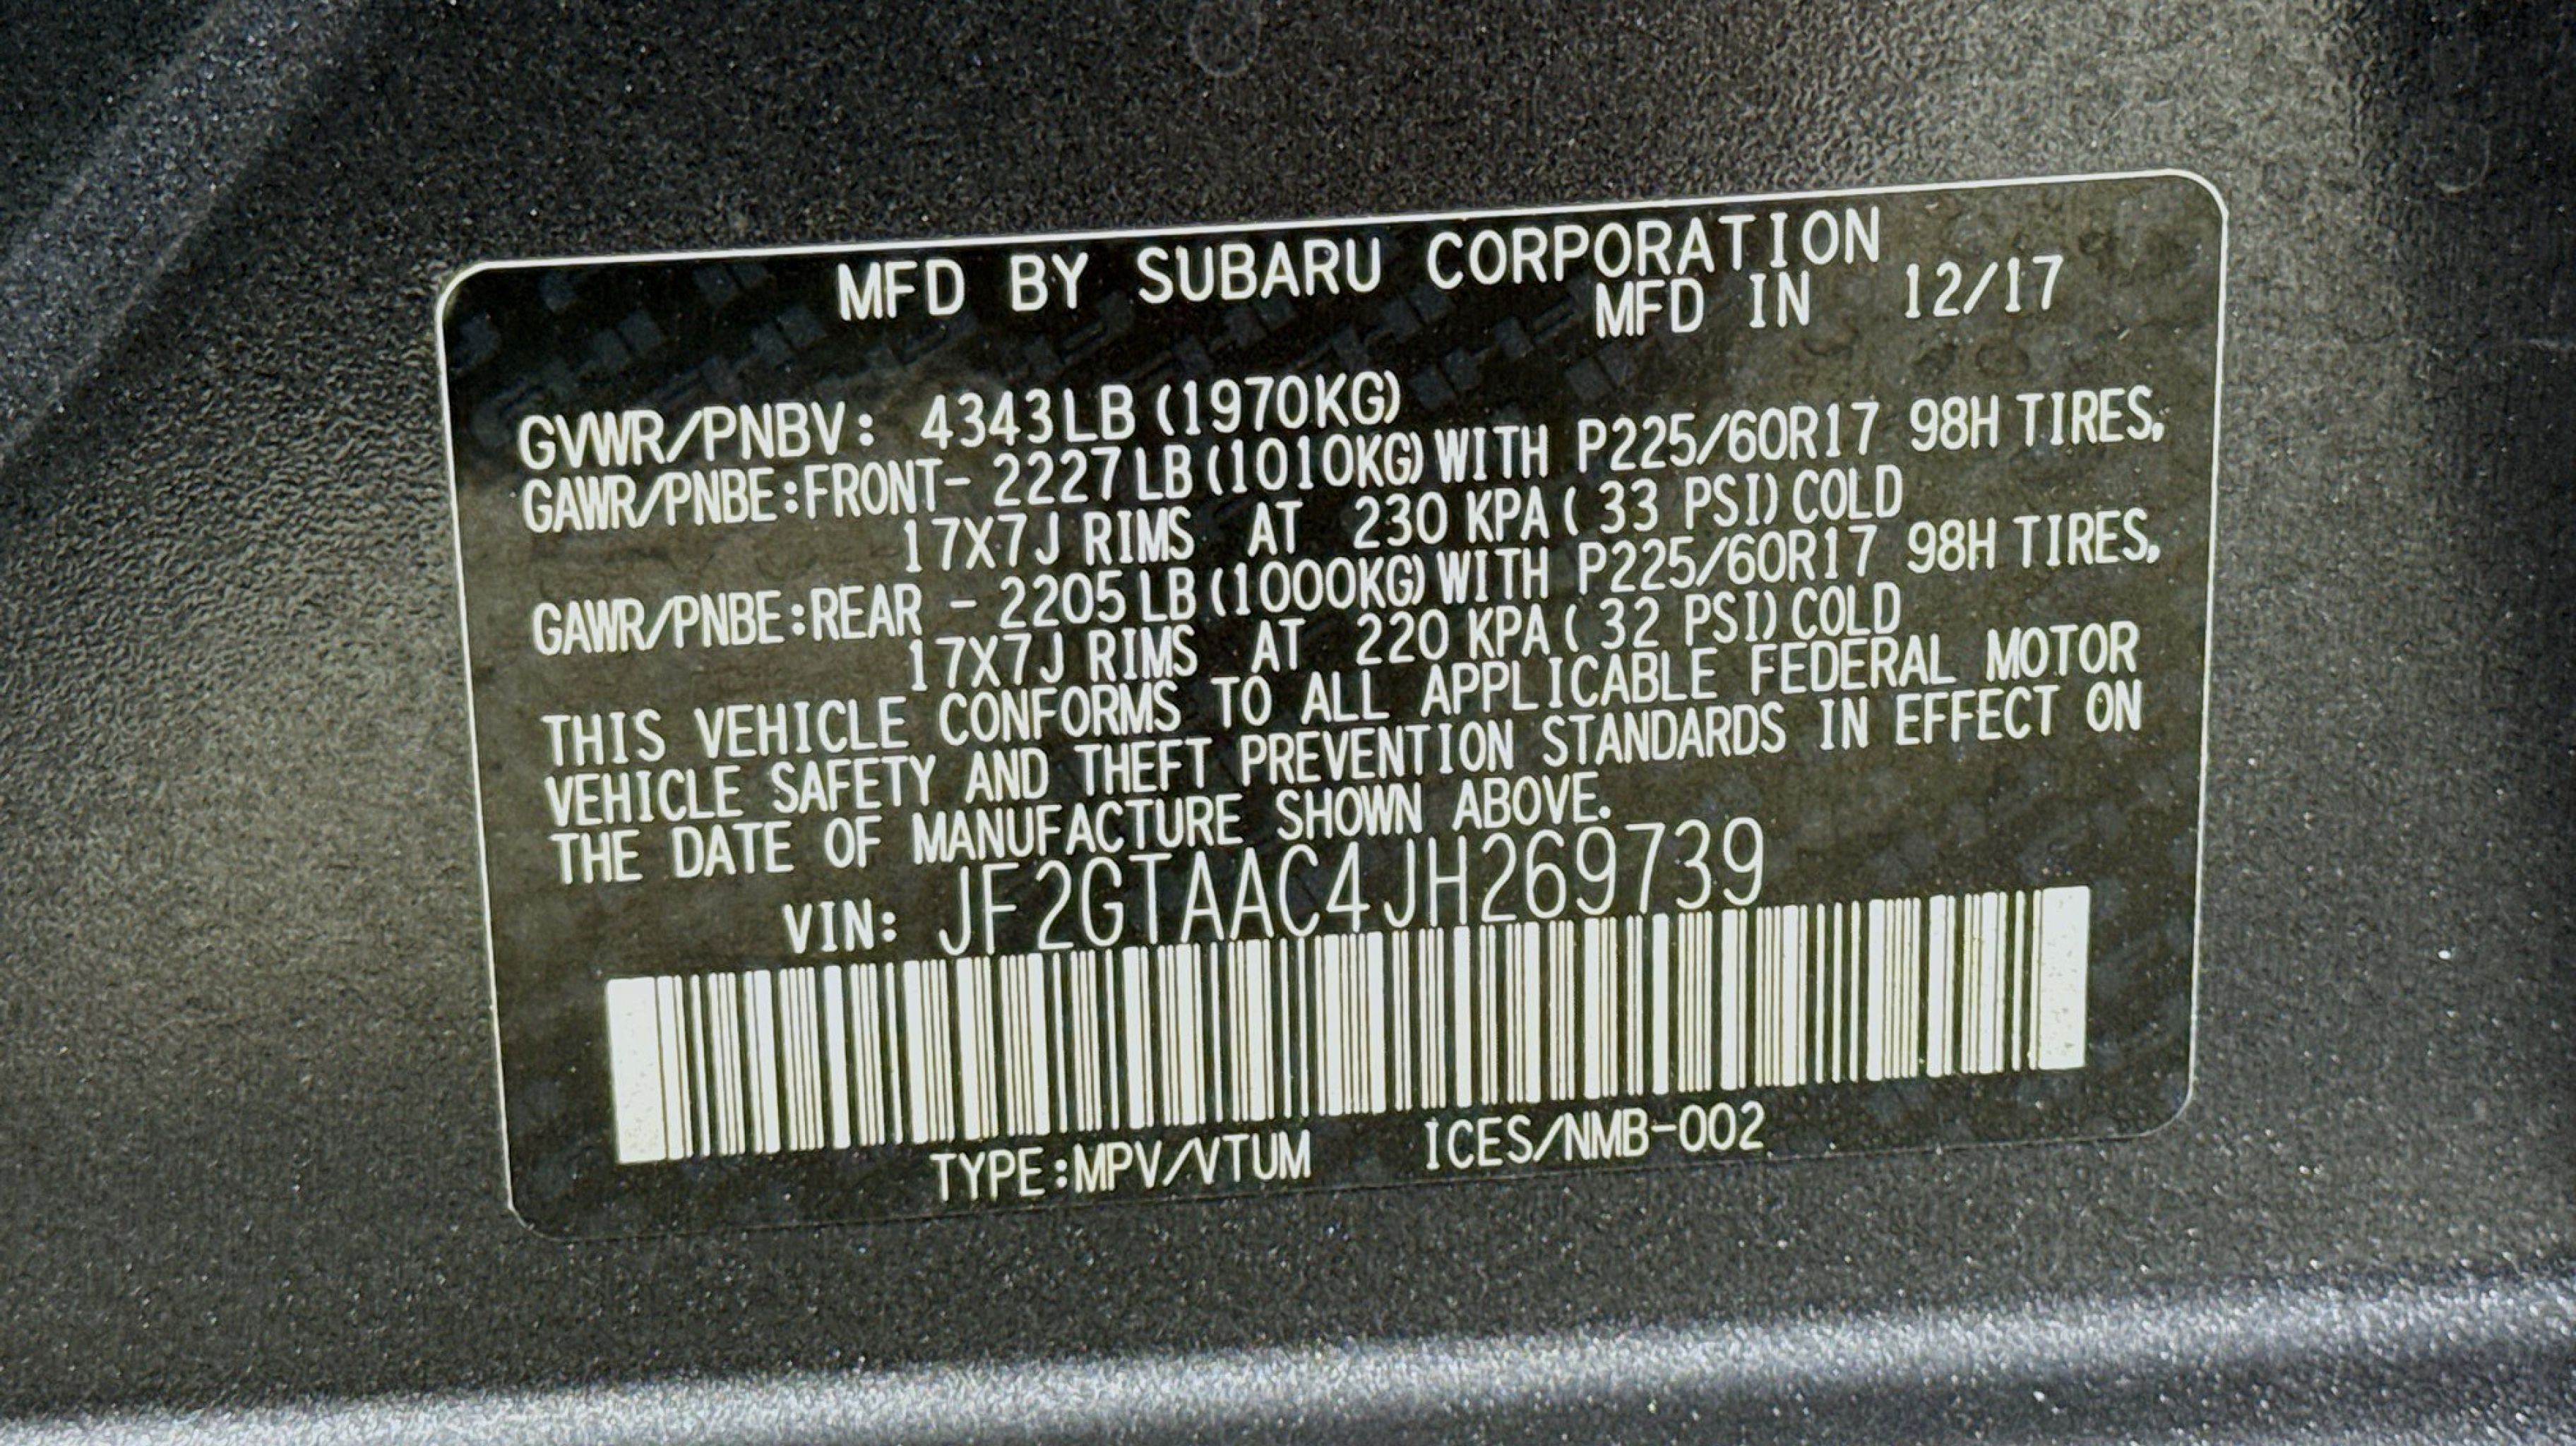 MFD BY SUBARU CORPORATION
MFD IN 12/17
GVWR/PNBV: 4343LB (1970KG)
GAWR/PNBE:FRONT- 2227LB (1010KG) WITH P225/60R17 98H TIRES,
17X7J RIMS AT 230 KPA ( 33 PSI) COLD
GAWR/PNBE:REAR - 2205LB (1000KG) WITH P225/60R17 98H TIRES,
17X7J RIMS AT 220 KPA ( 32 PSI) COLD
THIS VEHICLE CONFORMS TO ALL APPLICABLE FEDERAL MOTOR
VEHICLE SAFETY AND THEFT PREVENTION STANDARDS IN EFFECT ON
THE DATE OF MANUFACTURE SHOWN ABOVE.
VIN: JF2GTAAC4JH269739
TYPE:MPV/VTUM ICES/NMB-002